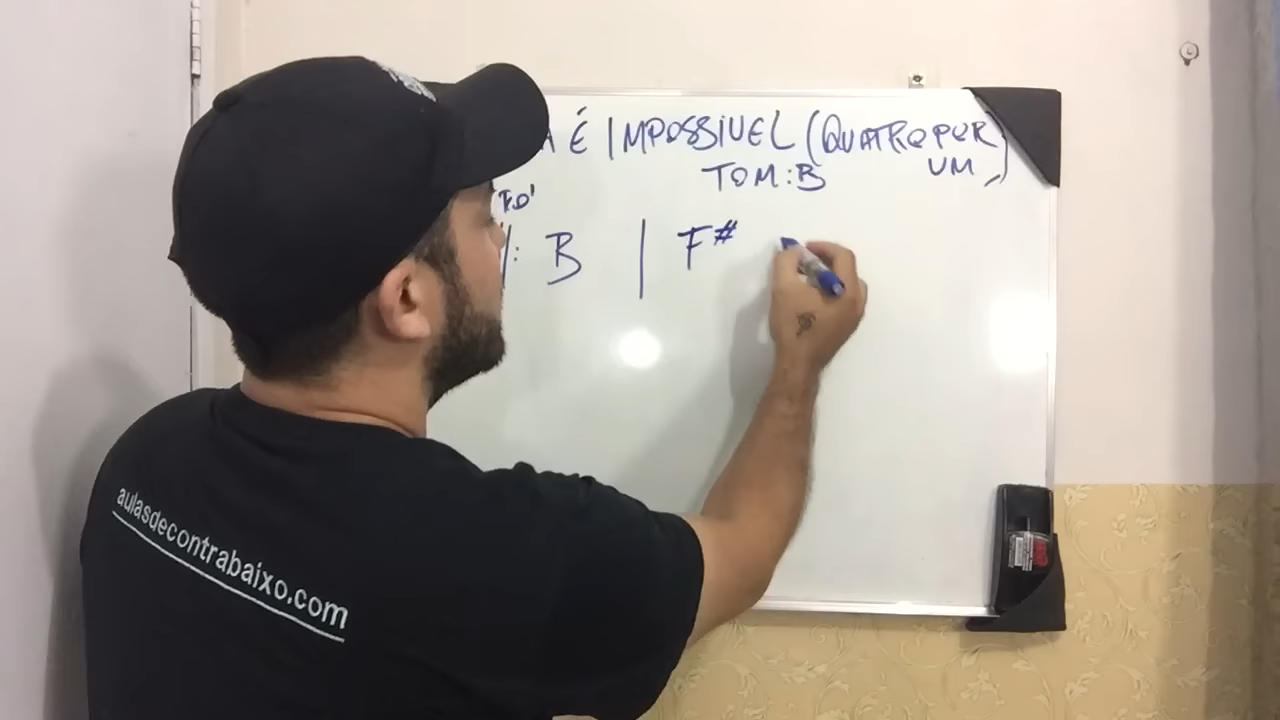 A É IMPOSSIVEL (QUATRO POR UM)
TOM: B
: B | F#
aulasdecontrabaixo.com